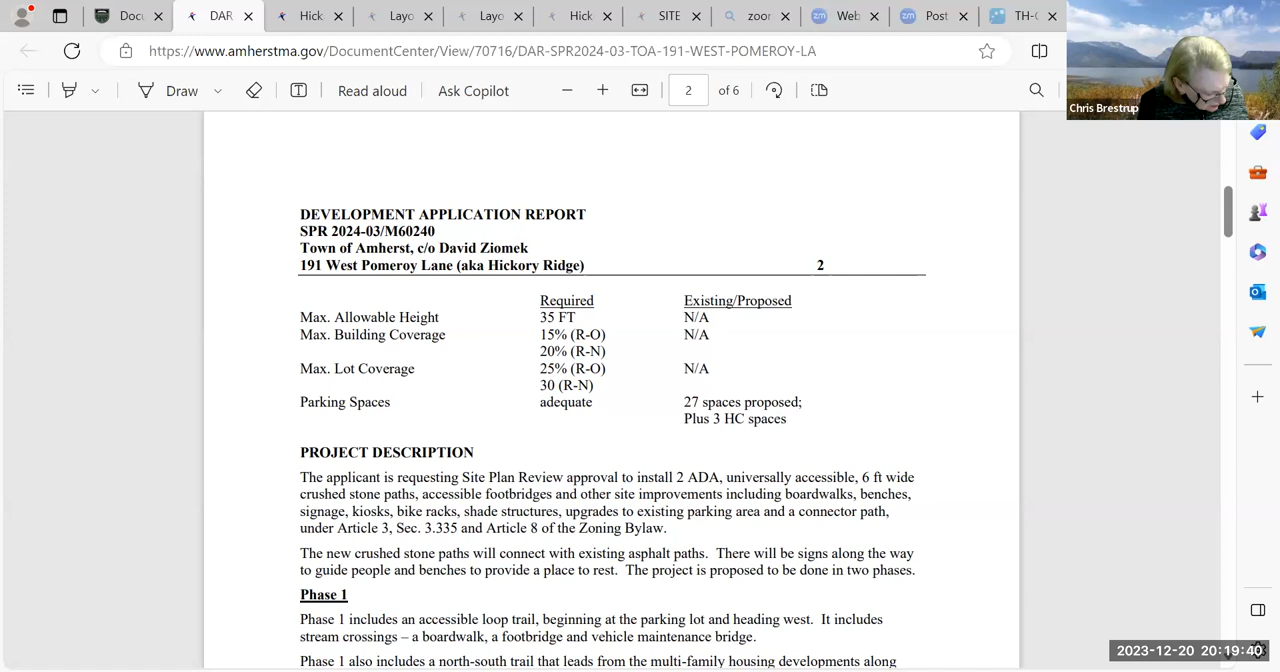 Docu
DAR
Hick
Layo
Layo
Hick
SITE
zoor
Web
Post
TH-C
https://www.amherstma.gov/DocumentCenter/View/70716/DAR-SPR2024-03-TOA-191-WEST-POMEROY-LA
Draw
Read aloud
Ask Copilot
2
of 6
Chris Brestrup
DEVELOPMENT APPLICATION REPORT
SPR 2024-03/M60240
Town of Amherst, c/o David Ziomek
191 West Pomeroy Lane (aka Hickory Ridge) 2
Required Existing/Proposed
Max. Allowable Height 35 FT N/A
Max. Building Coverage 15% (R-O) N/A
20% (R-N)
Max. Lot Coverage 25% (R-O) N/A
30 (R-N)
Parking Spaces adequate 27 spaces proposed;
Plus 3 HC spaces
PROJECT DESCRIPTION
The applicant is requesting Site Plan Review approval to install 2 ADA, universally accessible, 6 ft wide
crushed stone paths, accessible footbridges and other site improvements including boardwalks, benches,
signage, kiosks, bike racks, shade structures, upgrades to existing parking area and a connector path,
under Article 3, Sec. 3.335 and Article 8 of the Zoning Bylaw.
The new crushed stone paths will connect with existing asphalt paths. There will be signs along the way
to guide people and benches to provide a place to rest. The project is proposed to be done in two phases.
Phase 1
Phase 1 includes an accessible loop trail, beginning at the parking lot and heading west. It includes
stream crossings – a boardwalk, a footbridge and vehicle maintenance bridge.
Phase 1 also includes a north-south trail that leads from the multi-family housing developments along
2023-12-20 20:19:40